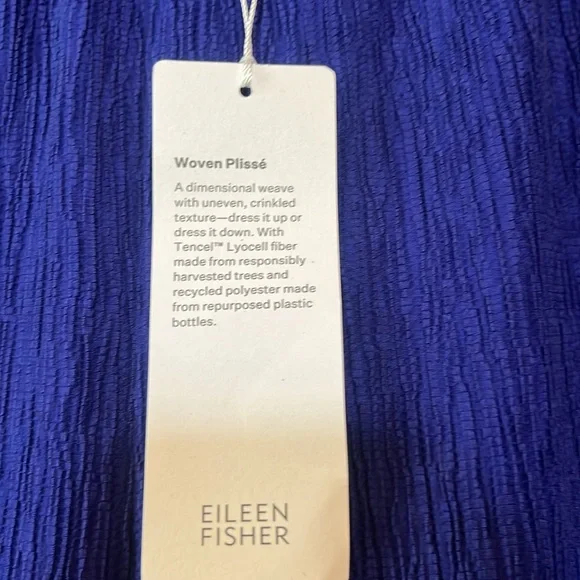 Woven Plissé
A dimensional weave
with uneven, crinkled
texture—dress it up or
dress it down. With
Tencel™ Lyocell fiber
made from responsibly
harvested trees and
recycled polyester made
from repurposed plastic
bottles.
EILEEN
FISHER